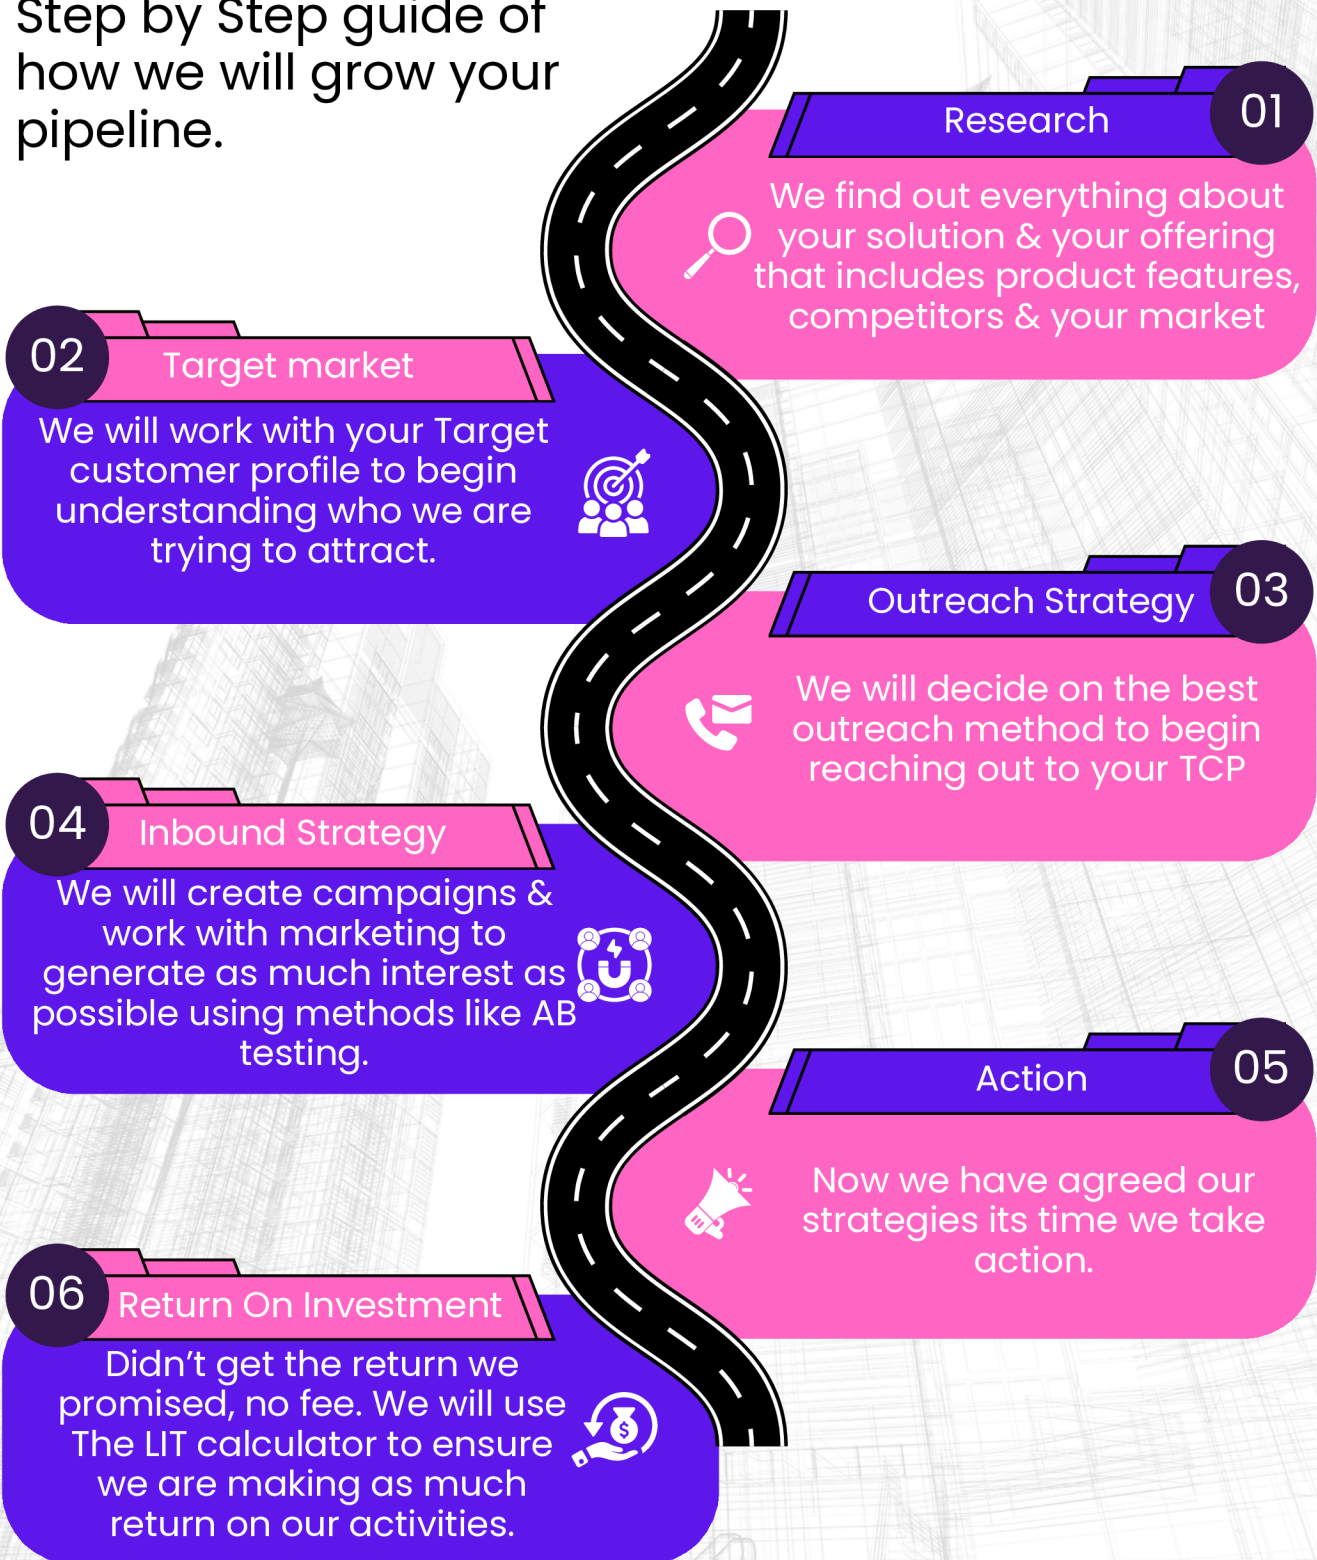 Step by Step guide of
how we will grow your
pipeline.
01
Research
We find out everything about
your solution & your offering
that includes product features,
competitors & your market
02
Target market
We will work with your Target
customer profile to begin
understanding who we are
trying to attract.
03
Outreach Strategy
We will decide on the best
outreach method to begin
reaching out to your TCP
04
Inbound Strategy
We will create campaigns &
work with marketing to
generate as much interest as
possible using methods like AB
testing.
05
Action
Now we have agreed our
strategies its time we take
action.
06
Return On Investment
Didn’t get the return we
promised, no fee. We will use
The LIT calculator to ensure
we are making as much
return on our activities.
$